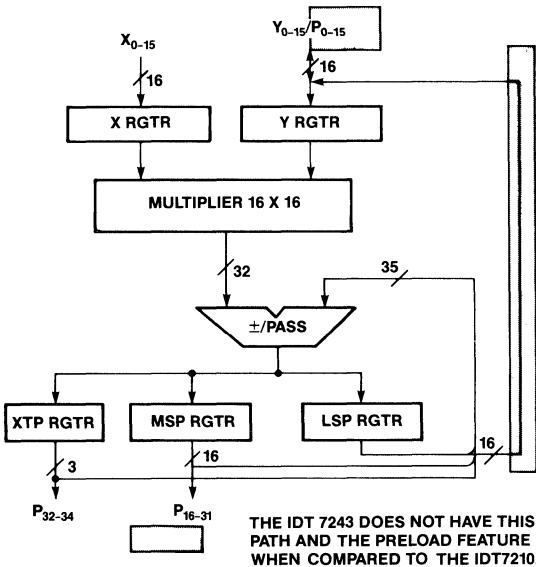 X0–15
Y0–15/P0–15
16
16
X RGTR
Y RGTR
MULTIPLIER 16 X 16
32
35
±/PASS
XTP RGTR
MSP RGTR
LSP RGTR
3
16
16
P32–34
P16–31
THE IDT 7243 DOES NOT HAVE THIS
PATH AND THE PRELOAD FEATURE
WHEN COMPARED TO THE IDT7210